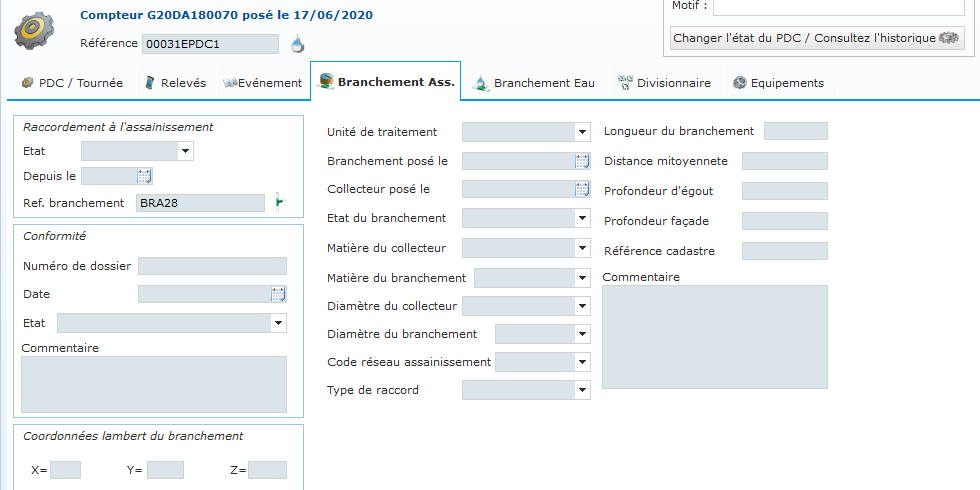 Compteur G20DA180070 posé le 17/06/2020
Référence 00031EPDC1
Motif :
Changer l'état du PDC / Consultez l'historique
PDC / Tournée
Relevés
Evénement
Branchement Ass.
Branchement Eau
Divisionnaire
Equipements
Raccordement à l'assainissement
Etat
Depuis le
Ref. branchement BRA28
Conformité
Numéro de dossier
Date
Etat
Commentaire
Coordonnées lambert du branchement
X= Y= Z=
Unité de traitement
Branchement posé le
Collecteur posé le
Etat du branchement
Matière du collecteur
Matière du branchement
Diamètre du collecteur
Diamètre du branchement
Code réseau assainissement
Type de raccord
Longueur du branchement
Distance mitoyennete
Profondeur d'égout
Profondeur façade
Référence cadastre
Commentaire